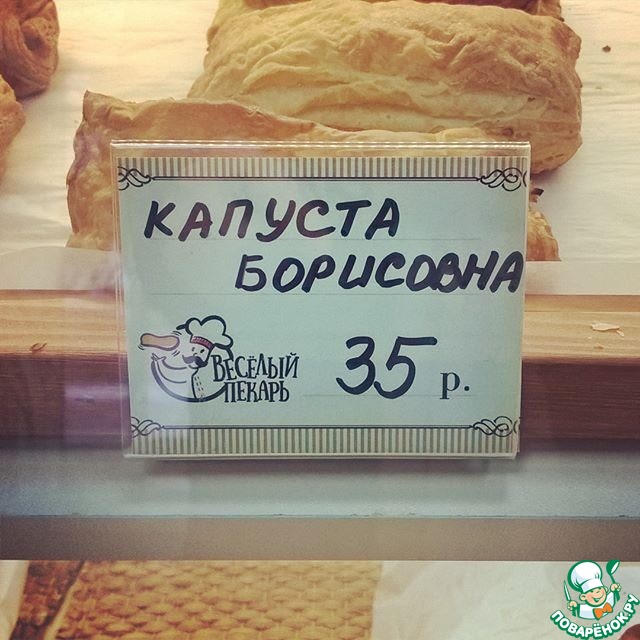 КАПУСТА
БОРИСОВНА
ВЕСЁЛЫЙ
ПЕКАРЬ
35 р.
ПОВАРЁНОК.РУ